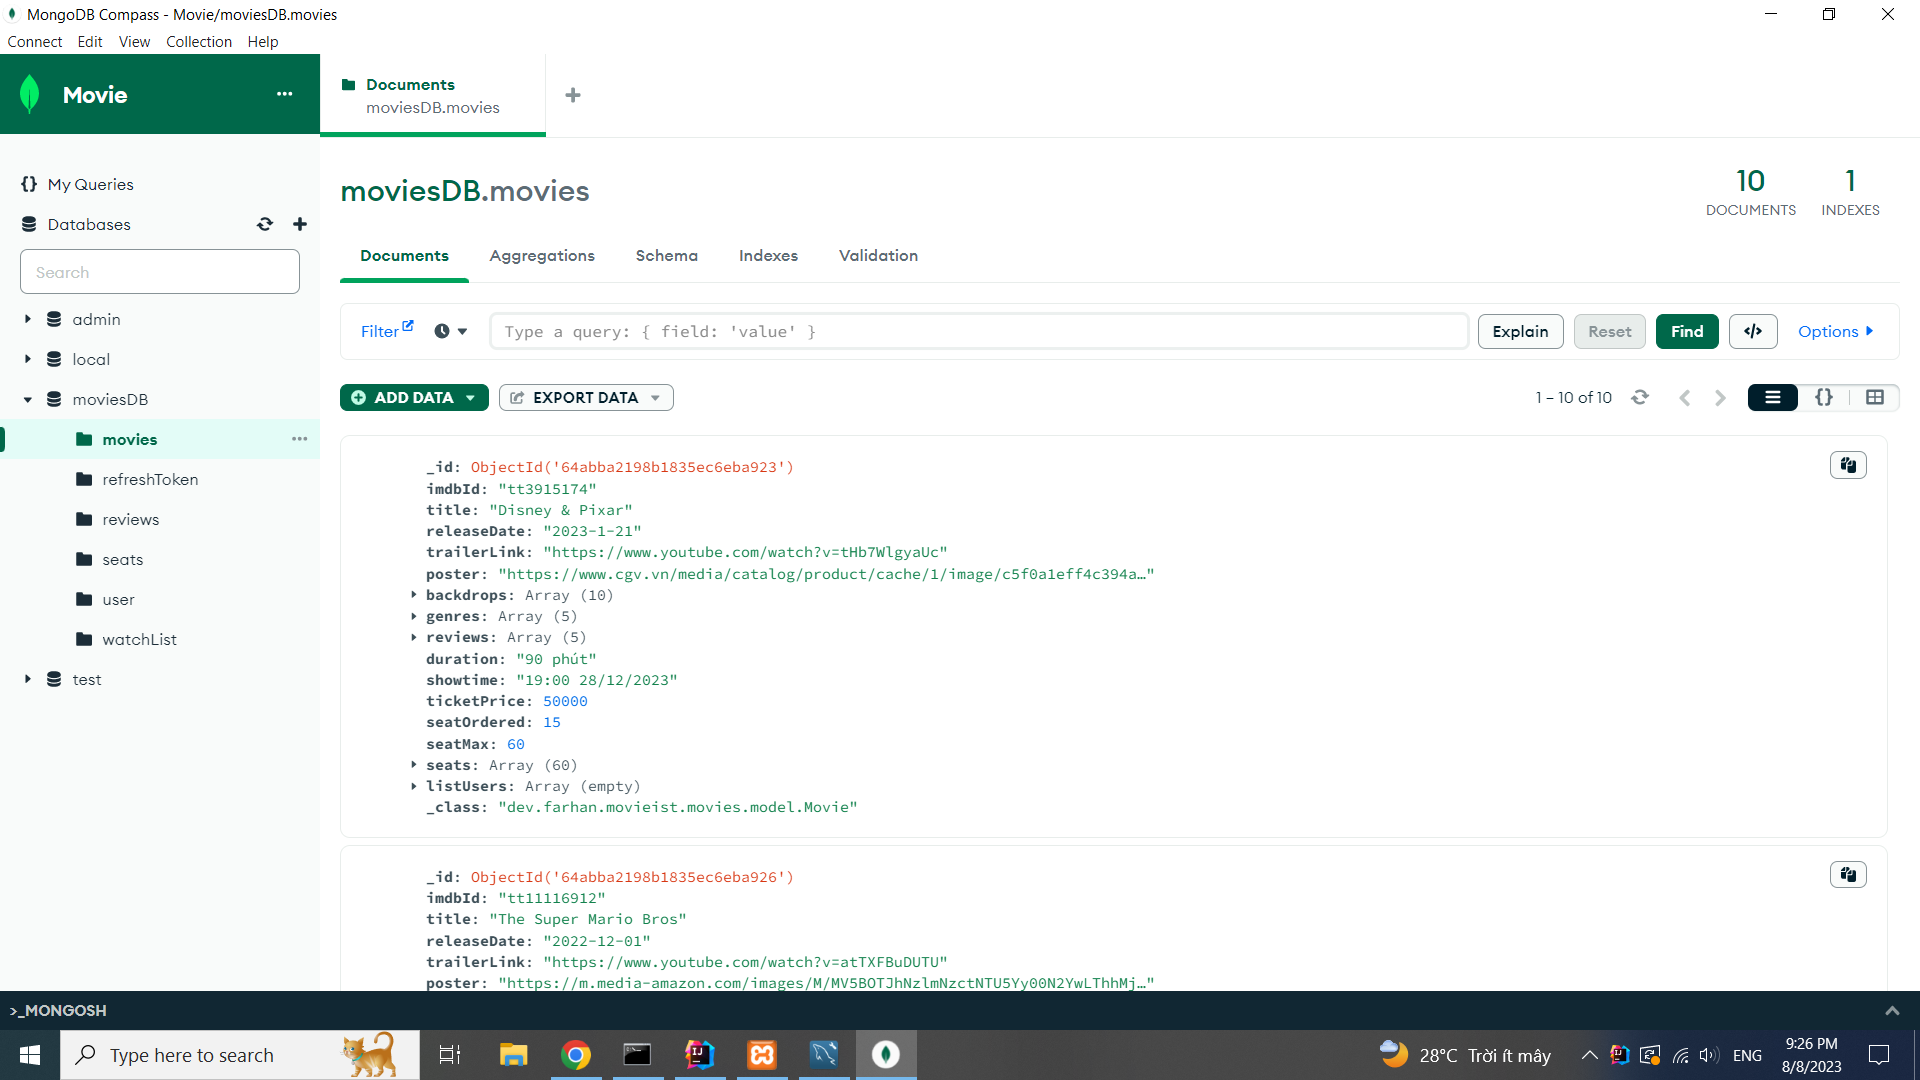 MongoDB Compass - Movie/moviesDB.movies
Connect Edit View Collection Help
Movie
Documents
moviesDB.movies
My Queries
Databases
Search
admin
local
moviesDB
movies
refreshToken
reviews
seats
user
watchList
test
moviesDB.movies
10
DOCUMENTS
1
INDEXES
Documents Aggregations Schema Indexes Validation
Filter Type a query: { field: 'value' } Explain Reset Find </> Options
ADD DATA EXPORT DATA 1 – 10 of 10 {}
_id: ObjectId('64abba2198b1835ec6eba923')
imdbId: "tt3915174"
title: "Disney & Pixar"
releaseDate: "2023-1-21"
trailerLink: "https://www.youtube.com/watch?v=tHb7WlgyaUc"
poster: "https://www.cgv.vn/media/catalog/product/cache/1/image/c5f0a1eff4c394a…"
backdrops: Array (10)
genres: Array (5)
reviews: Array (5)
duration: "90 phút"
showtime: "19:00 28/12/2023"
ticketPrice: 50000
seatOrdered: 15
seatMax: 60
seats: Array (60)
listUsers: Array (empty)
_class: "dev.farhan.movieist.movies.model.Movie"
_id: ObjectId('64abba2198b1835ec6eba926')
imdbId: "tt11116912"
title: "The Super Mario Bros"
releaseDate: "2022-12-01"
trailerLink: "https://www.youtube.com/watch?v=atTXFBuDUTU"
poster: "https://m.media-amazon.com/images/M/MV5BOTJhNzlmNzctNTU5Yy00N2YwLThhMj…"
>_MONGOSH
Type here to search
28°C Trời ít mây
ENG
9:26 PM
8/8/2023